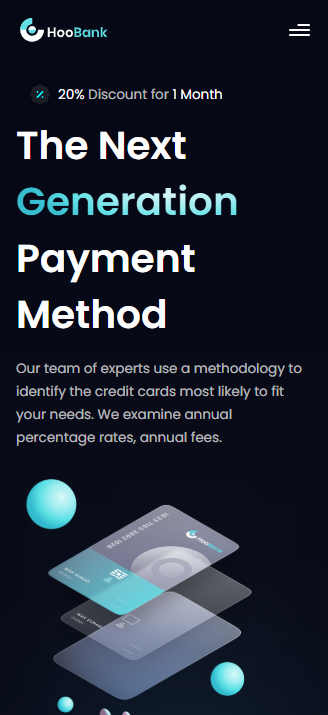 HooBank
20% Discount for 1 Month
The Next
Generation
Payment
Method
Our team of experts use a methodology to
identify the credit cards most likely to fit
your needs. We examine annual
percentage rates, annual fees.
HooBank